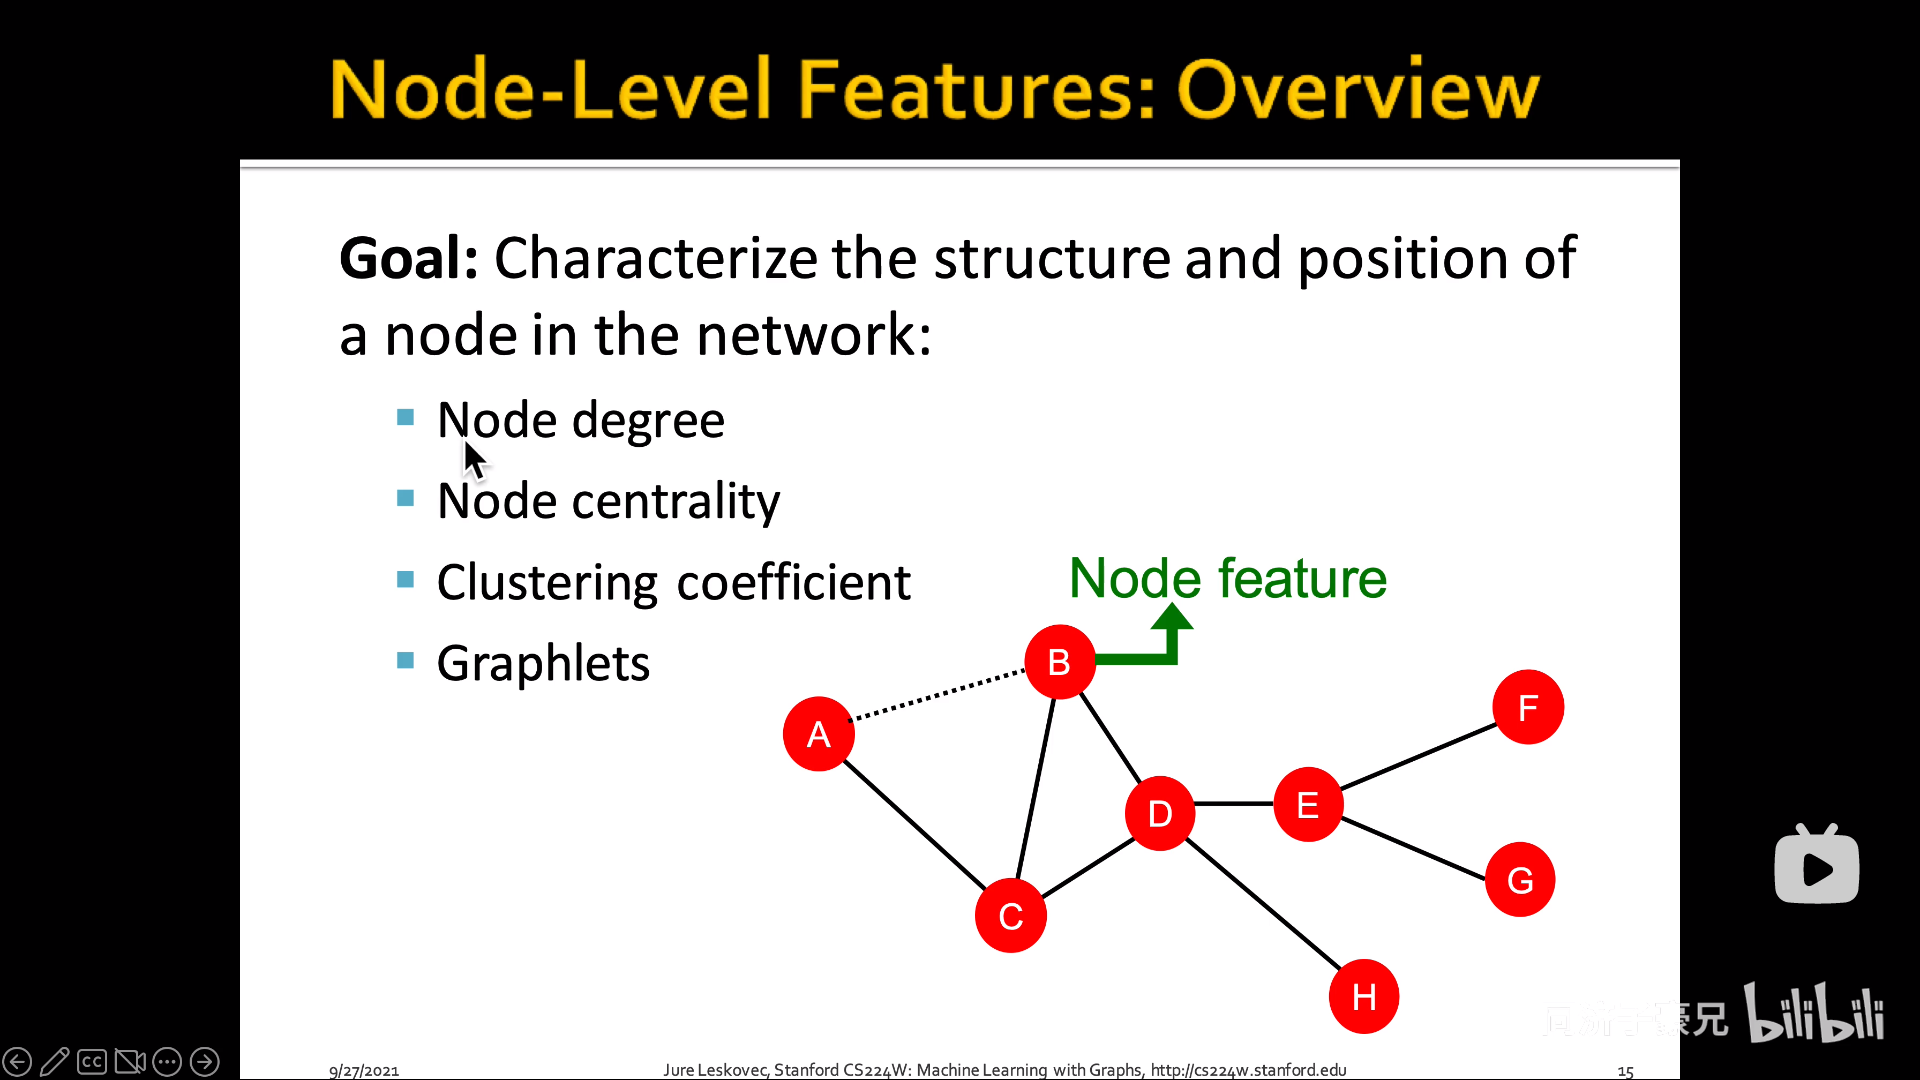 Node-Level Features: Overview
Goal: Characterize the structure and position of
a node in the network:
Node degree
Node centrality
Clustering coefficient
Graphlets
Node feature
B
A
F
D
E
G
C
H
兄
bilibili
CC
9/27/2021
Jure Leskovec, Stanford CS224W: Machine Learning with Graphs, http://cs224w.stanford.edu
15